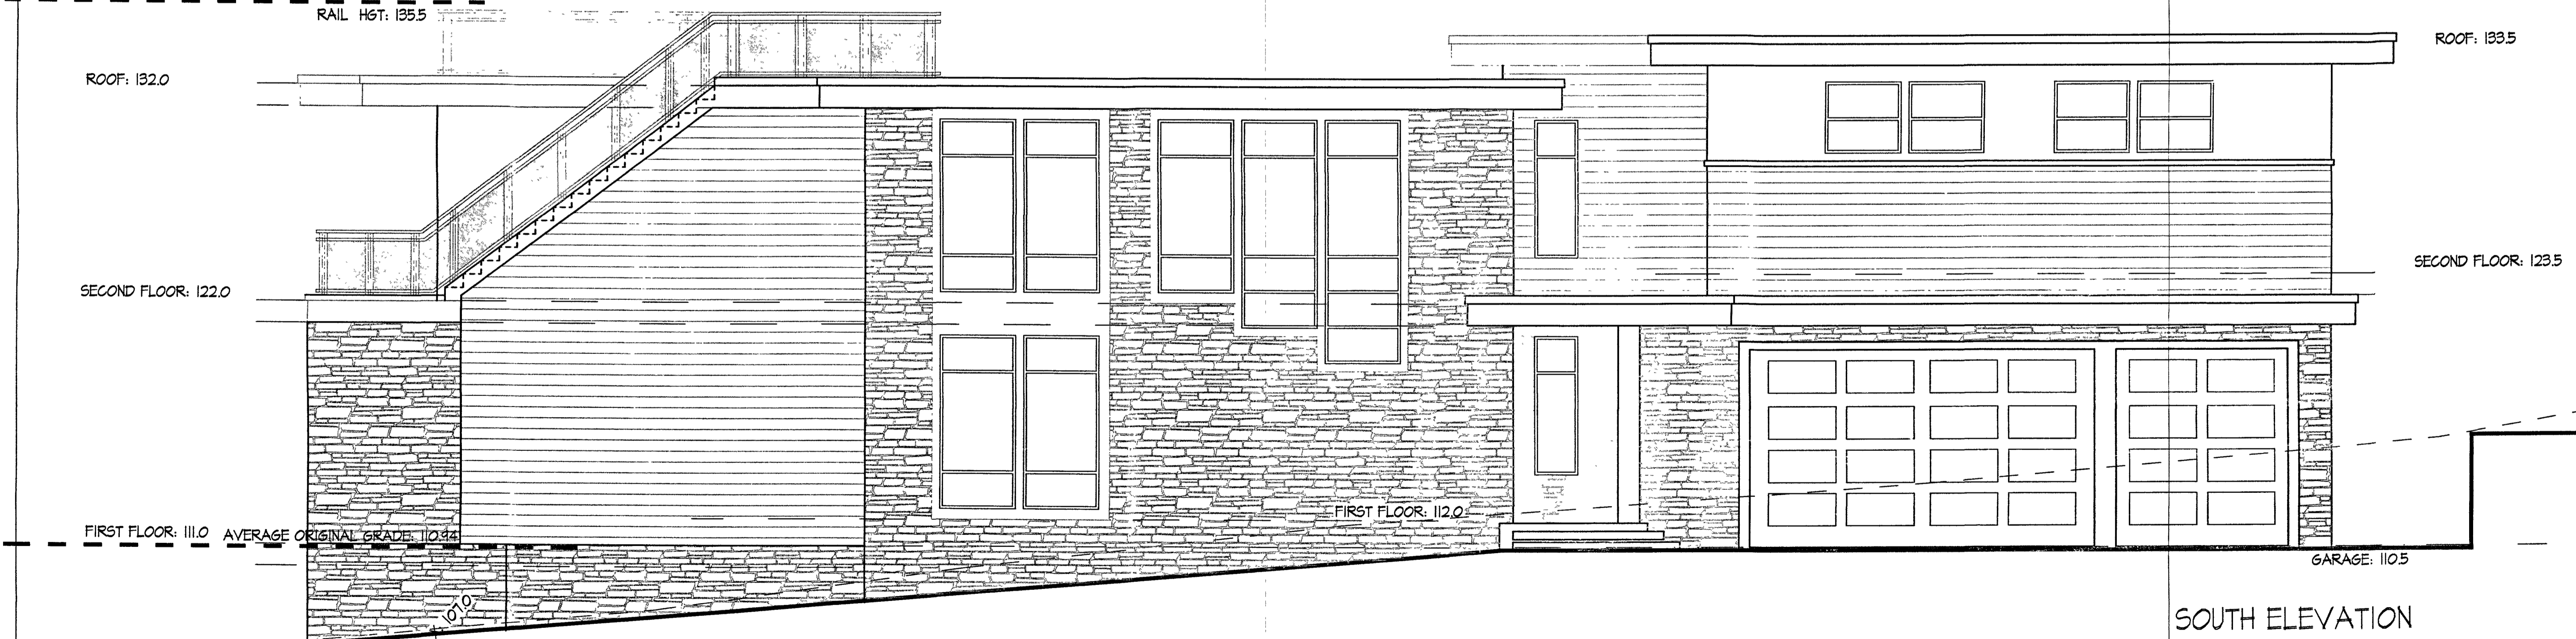 RAIL HGT: 135.5
ROOF: 133.5
ROOF: 132.0
SECOND FLOOR: 123.5
SECOND FLOOR: 122.0
FIRST FLOOR: 112.0
FIRST FLOOR: 111.0
AVERAGE ORIGINAL GRADE: 110.94
GARAGE: 110.5
107.0
SOUTH ELEVATION